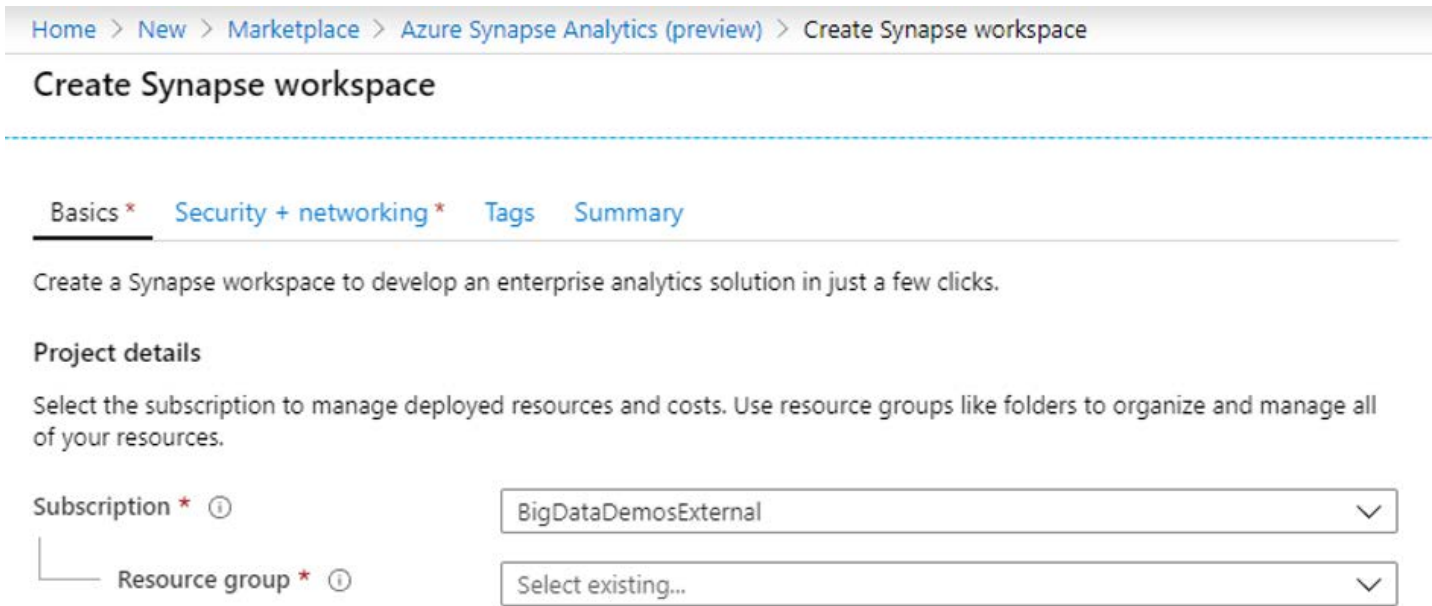 Home > New > Marketplace > Azure Synapse Analytics (preview) > Create Synapse workspace
Create Synapse workspace
Basics * Security + networking * Tags Summary
Create a Synapse workspace to develop an enterprise analytics solution in just a few clicks.
Project details
Select the subscription to manage deployed resources and costs. Use resource groups like folders to organize and manage all
of your resources.
Subscription * BigDataDemosExternal
Resource group * Select existing...